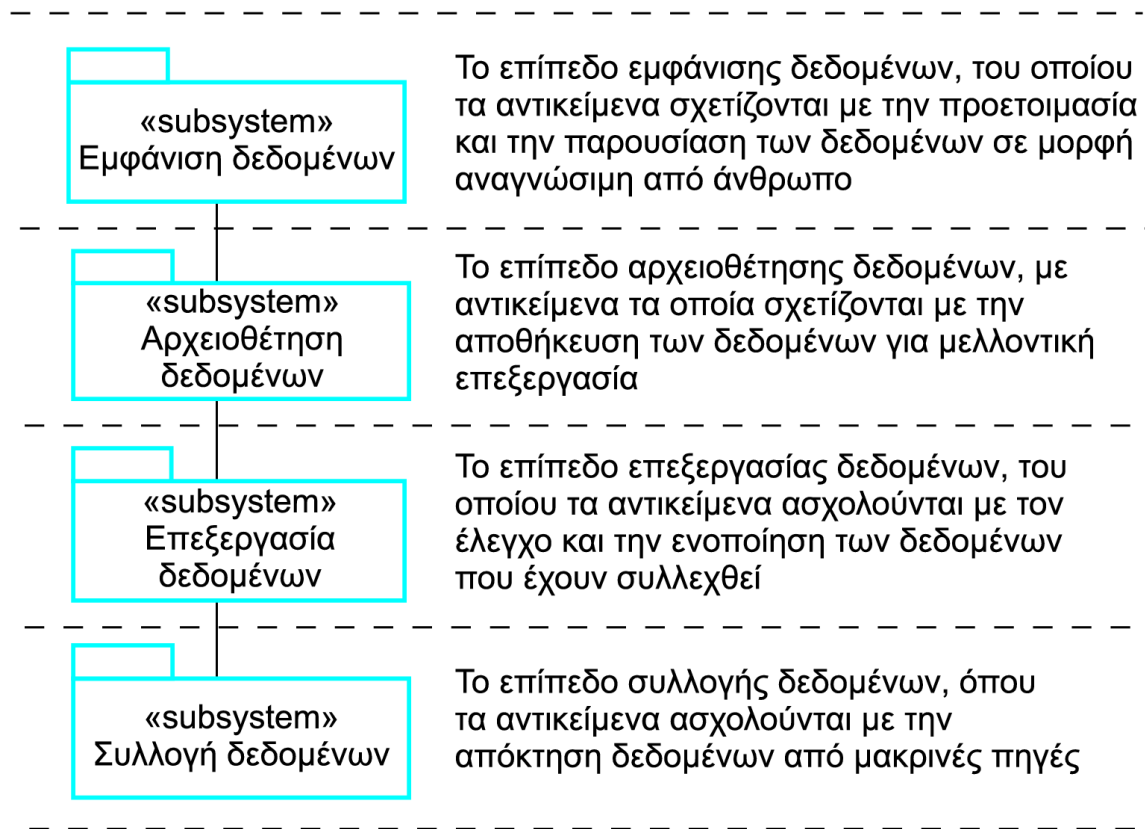 «subsystem»
Εμφάνιση δεδομένων
Το επίπεδο εμφάνισης δεδομένων, του οποίου
τα αντικείμενα σχετίζονται με την προετοιμασία
και την παρουσίαση των δεδομένων σε μορφή
αναγνώσιμη από άνθρωπο
«subsystem»
Αρχειοθέτηση
δεδομένων
Το επίπεδο αρχειοθέτησης δεδομένων, με
αντικείμενα τα οποία σχετίζονται με την
αποθήκευση των δεδομένων για μελλοντική
επεξεργασία
«subsystem»
Επεξεργασία
δεδομένων
Το επίπεδο επεξεργασίας δεδομένων, του
οποίου τα αντικείμενα ασχολούνται με τον
έλεγχο και την ενοποίηση των δεδομένων
που έχουν συλλεχθεί
«subsystem»
Συλλογή δεδομένων
Το επίπεδο συλλογής δεδομένων, όπου
τα αντικείμενα ασχολούνται με την
απόκτηση δεδομένων από μακρινές πηγές